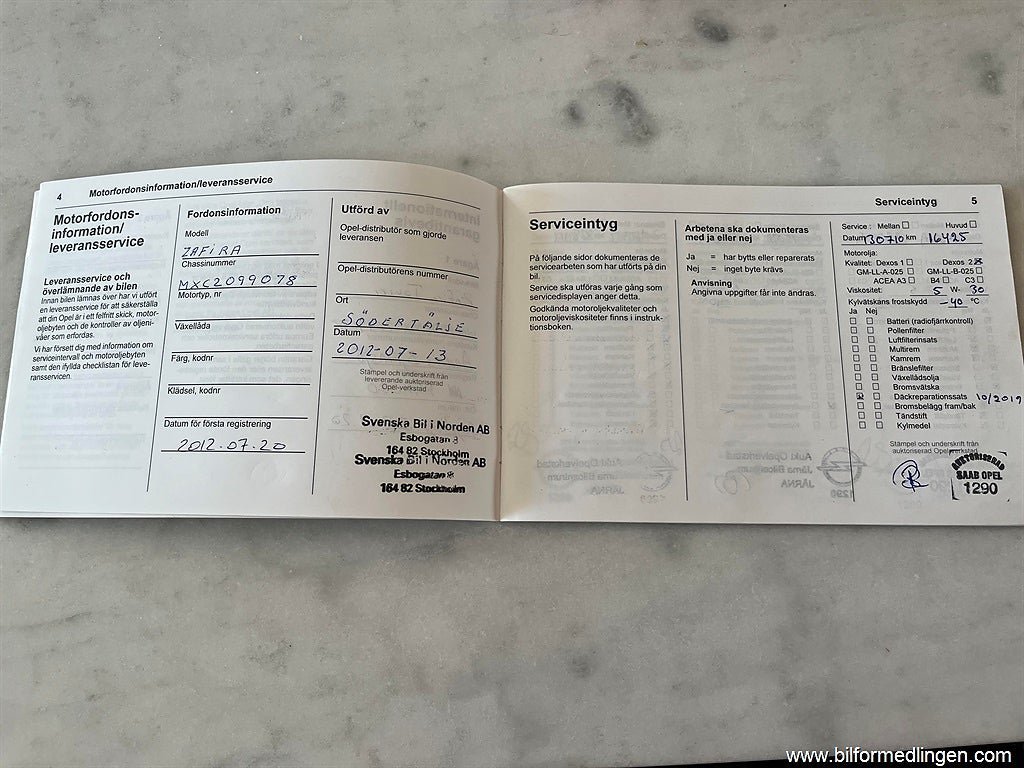 4 Motorfordonsinformation/leveransservice
Motorfordons-
information/
leveransservice
Leveransservice och
överlämnande av bilen
Innan bilen lämnas över har vi utfört
en leveransservice för att säkerställa
att din Opel är i ett felfritt skick, motor-
oljebyten och de kontroller av oljeni-
våer som erfordas.
Vi har försett dig med information om
serviceintervall och motoroljebyten
samt den ifyllda checklistan för leve-
ransservicen.
Fordonsinformation
Modell
ZAFIRA
Chassinummer
MXC2099078
Motortyp, nr
Växellåda
Färg, kodnr
Klädsel, kodnr
Datum för första registrering
2012-07-20
Utförd av
Opel-distributör som gjorde
leveransen
Opel-distributörens nummer
Ort
SÖDERTÄLJE
Datum
2012-07-13
Stämpel och underskrift från
levererande auktoriserad
Opel-verkstad
Svenska Bil i Norden AB
Esbogatan
164 82 Stockholm
Svenska Bil i Norden AB
Esbogatan
164 82 Stockholm
Serviceintyg 5
Serviceintyg
På följande sidor dokumenteras de
servicearbeten som har utförts på din
bil.
Service ska utföras varje gång som
servicedisplayen anger detta.
Godkända motoroljekvaliteter och
motoroljeviskositeter finns i instruk-
tionsboken.
Arbetena ska dokumenteras
med ja eller nej
Ja = har bytts eller reparerats
Nej = inget byte krävs
Anvisning
Angivna uppgifter får inte ändras.
Service: Mellan Huvud
Datum 130710 km 16425
Motorolja:
Kvalitet: Dexos 1 Dexos 2
GM-LL-A-025 GM-LL-B-025
ACEA A3 B4 C3
Viskositet: 5 W- 30
Kylvätskans frostskydd -40 °C
Ja Nej
Batteri (radiofjärrkontroll)
Pollenfilter
Luftfilterinsats
Multirem
Kamrem
Bränslefilter
Växellådsolja
Bromsvätska
Däckreparationssats 10/2019
Bromsbelägg fram/bak
Tändstift
Kylmedel
Stämpel och underskrift från
auktoriserad Opelverkstad
AUKTORISERAD
SAAB OPEL
1290
www.bilformedlingen.com